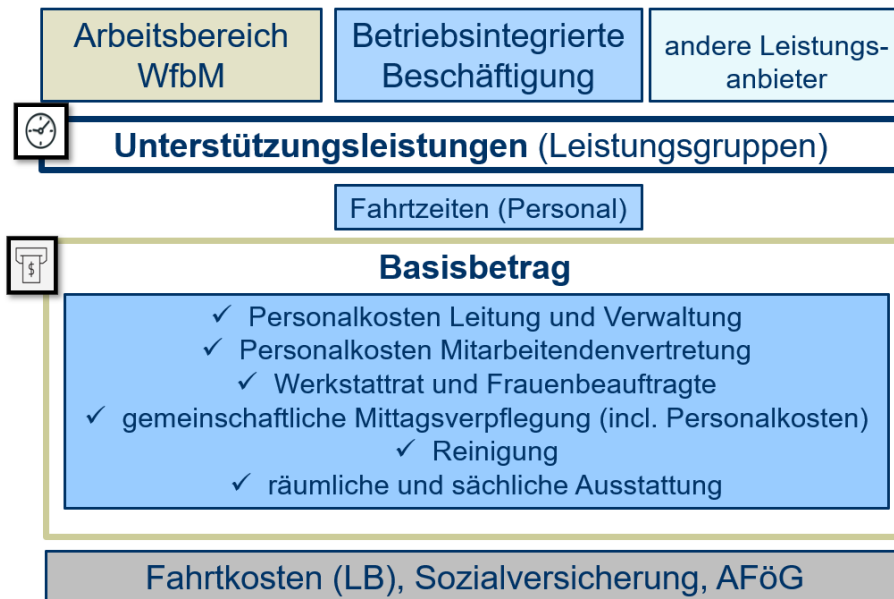 Arbeitsbereich
WfbM
Betriebsintegrierte
Beschäftigung
andere Leistungs-
anbieter
Unterstützungsleistungen (Leistungsgruppen)
Fahrtzeiten (Personal)
$
Basisbetrag
✓ Personalkosten Leitung und Verwaltung
✓ Personalkosten Mitarbeitendenvertretung
✓ Werkstattrat und Frauenbeauftragte
✓ gemeinschaftliche Mittagsverpflegung (incl. Personalkosten)
✓ Reinigung
✓ räumliche und sächliche Ausstattung
Fahrtkosten (LB), Sozialversicherung, AFöG